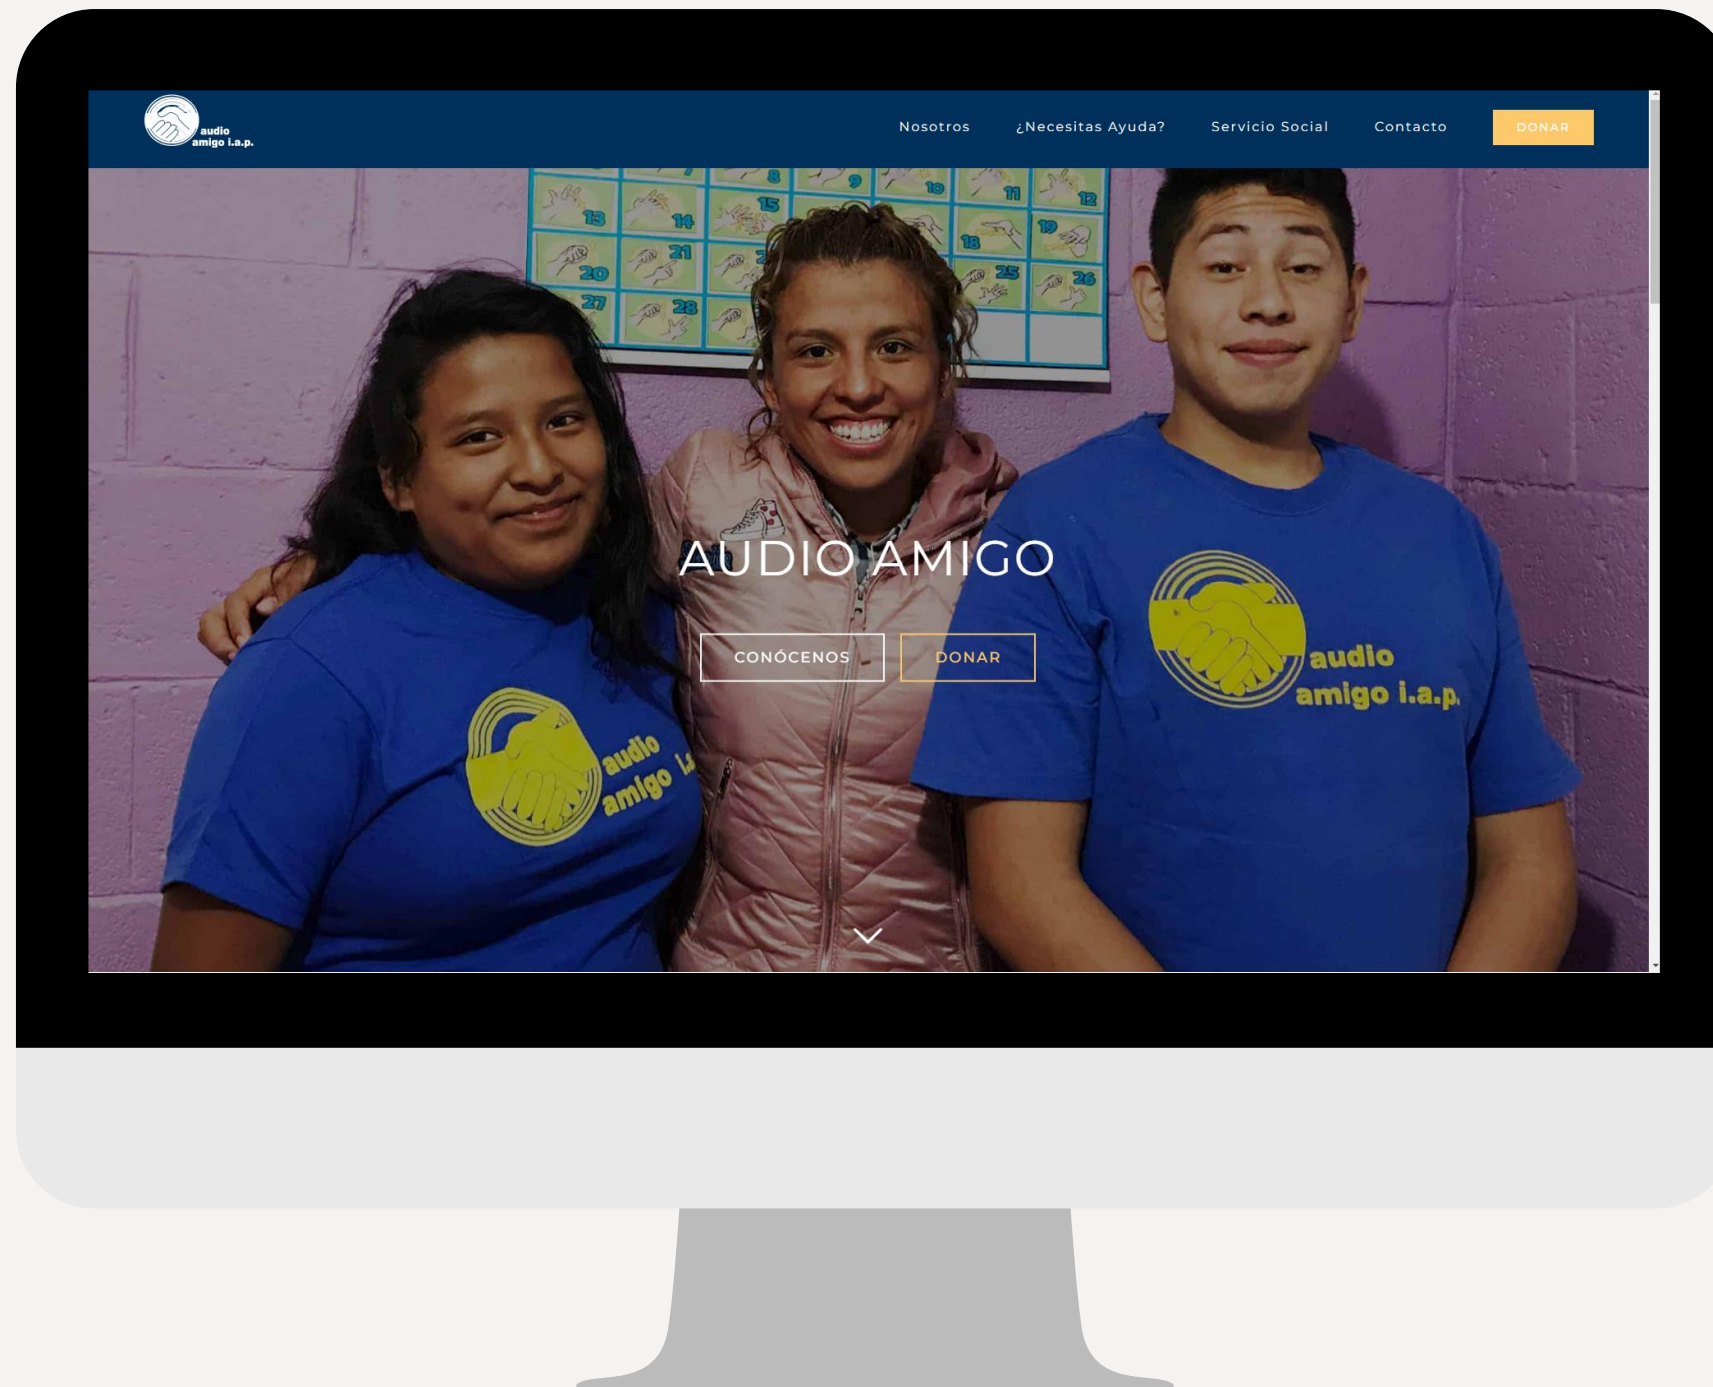 audio
amigo i.a.p.
Nosotros
¿Necesitas Ayuda?
Servicio Social
Contacto
DONAR
8
9
10
11
12
13
14
15
18
19
20
21
25
26
27
28
AUDIO AMIGO
CONÓCENOS
DONAR
audio
amigo i.a.p.
audio
amigo